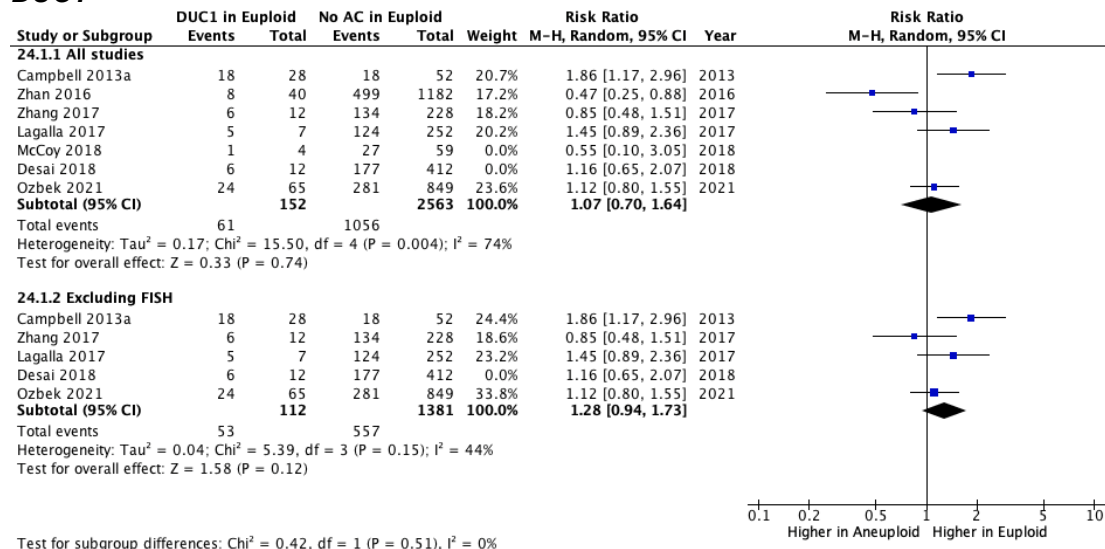 DUC1
DUC1 in Euploid No AC in Euploid Risk Ratio Risk Ratio
Study or Subgroup Events Total Events Total Weight M-H, Random, 95% CI Year M-H, Random, 95% CI
24.1.1 All studies
Campbell 2013a 18 28 18 52 20.7% 1.86 [1.17, 2.96] 2013
Zhan 2016 8 40 499 1182 17.2% 0.47 [0.25, 0.88] 2016
Zhang 2017 6 12 134 228 18.2% 0.85 [0.48, 1.51] 2017
Lagalla 2017 5 7 124 252 20.2% 1.45 [0.89, 2.36] 2017
McCoy 2018 1 4 27 59 0.0% 0.55 [0.10, 3.05] 2018
Desai 2018 6 12 177 412 0.0% 1.16 [0.65, 2.07] 2018
Ozbek 2021 24 65 281 849 23.6% 1.12 [0.80, 1.55] 2021
Subtotal (95% CI) 152 2563 100.0% 1.07 [0.70, 1.64]
Total events 61 1056
Heterogeneity: Tau² = 0.17; Chi² = 15.50, df = 4 (P = 0.004); I² = 74%
Test for overall effect: Z = 0.33 (P = 0.74)
24.1.2 Excluding FISH
Campbell 2013a 18 28 18 52 24.4% 1.86 [1.17, 2.96] 2013
Zhang 2017 6 12 134 228 18.6% 0.85 [0.48, 1.51] 2017
Lagalla 2017 5 7 124 252 23.2% 1.45 [0.89, 2.36] 2017
Desai 2018 6 12 177 412 0.0% 1.16 [0.65, 2.07] 2018
Ozbek 2021 24 65 281 849 33.8% 1.12 [0.80, 1.55] 2021
Subtotal (95% CI) 112 1381 100.0% 1.28 [0.94, 1.73]
Total events 53 557
Heterogeneity: Tau² = 0.04; Chi² = 5.39, df = 3 (P = 0.15); I² = 44%
Test for overall effect: Z = 1.58 (P = 0.12)
0.1 0.2 0.5 1 2 5 10
Higher in Aneuploid Higher in Euploid
Test for subgroup differences: Chi² = 0.42, df = 1 (P = 0.51), I² = 0%